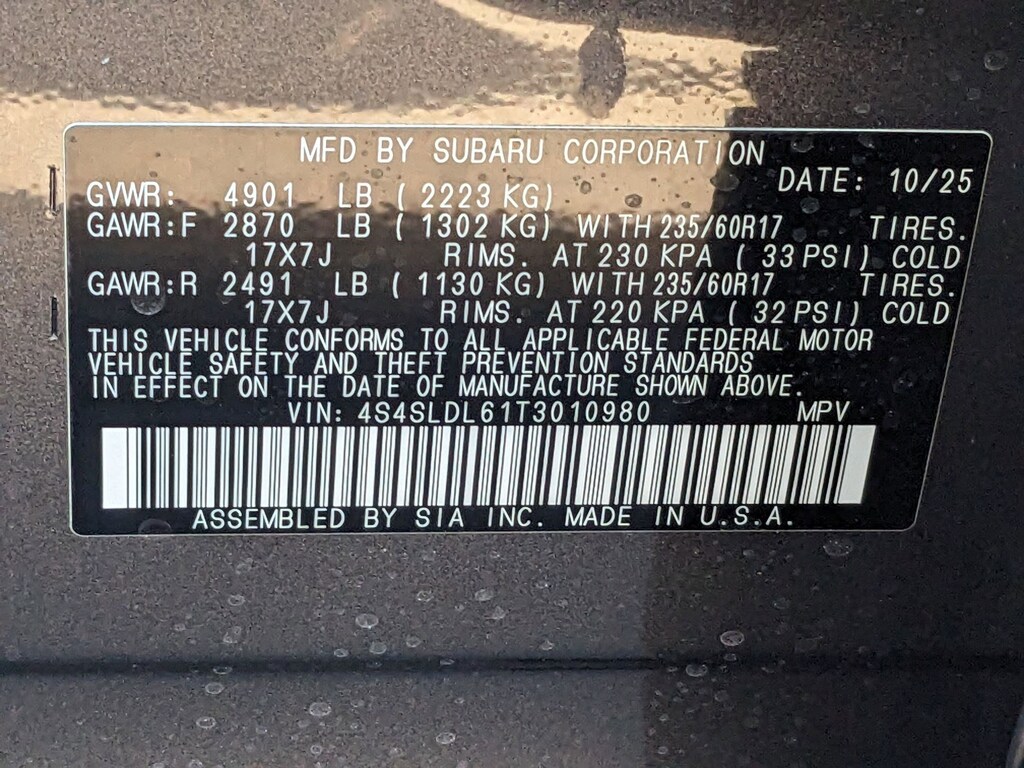 MFD BY SUBARU CORPORATION
DATE: 10/25
GVWR: 4901 LB ( 2223 KG)
GAWR:F 2870 LB ( 1302 KG) WITH 235/60R17 TIRES.
17X7J RIMS. AT 230 KPA ( 33 PSI) COLD
GAWR:R 2491 LB ( 1130 KG) WITH 235/60R17 TIRES.
17X7J RIMS. AT 220 KPA ( 32 PSI) COLD
THIS VEHICLE CONFORMS TO ALL APPLICABLE FEDERAL MOTOR
VEHICLE SAFETY AND THEFT PREVENTION STANDARDS
IN EFFECT ON THE DATE OF MANUFACTURE SHOWN ABOVE.
VIN: 4S4SLDL61T3010980 MPV
ASSEMBLED BY SIA INC. MADE IN U.S.A.